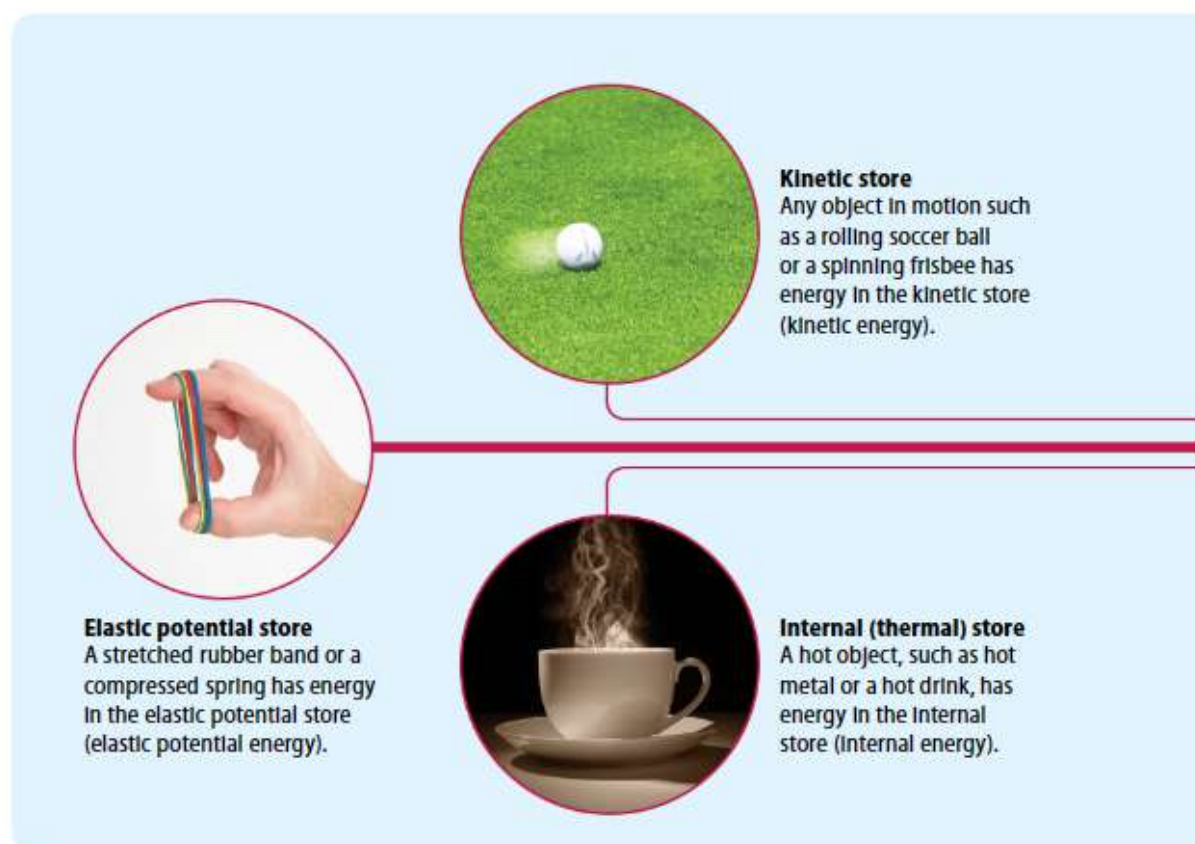 Kinetic store
Any object in motion such
as a rolling soccer ball
or a spinning frisbee has
energy in the kinetic store
(kinetic energy).
Elastic potential store
A stretched rubber band or a
compressed spring has energy
in the elastic potential store
(elastic potential energy).
Internal (thermal) store
A hot object, such as hot
metal or a hot drink, has
energy in the internal
store (internal energy).